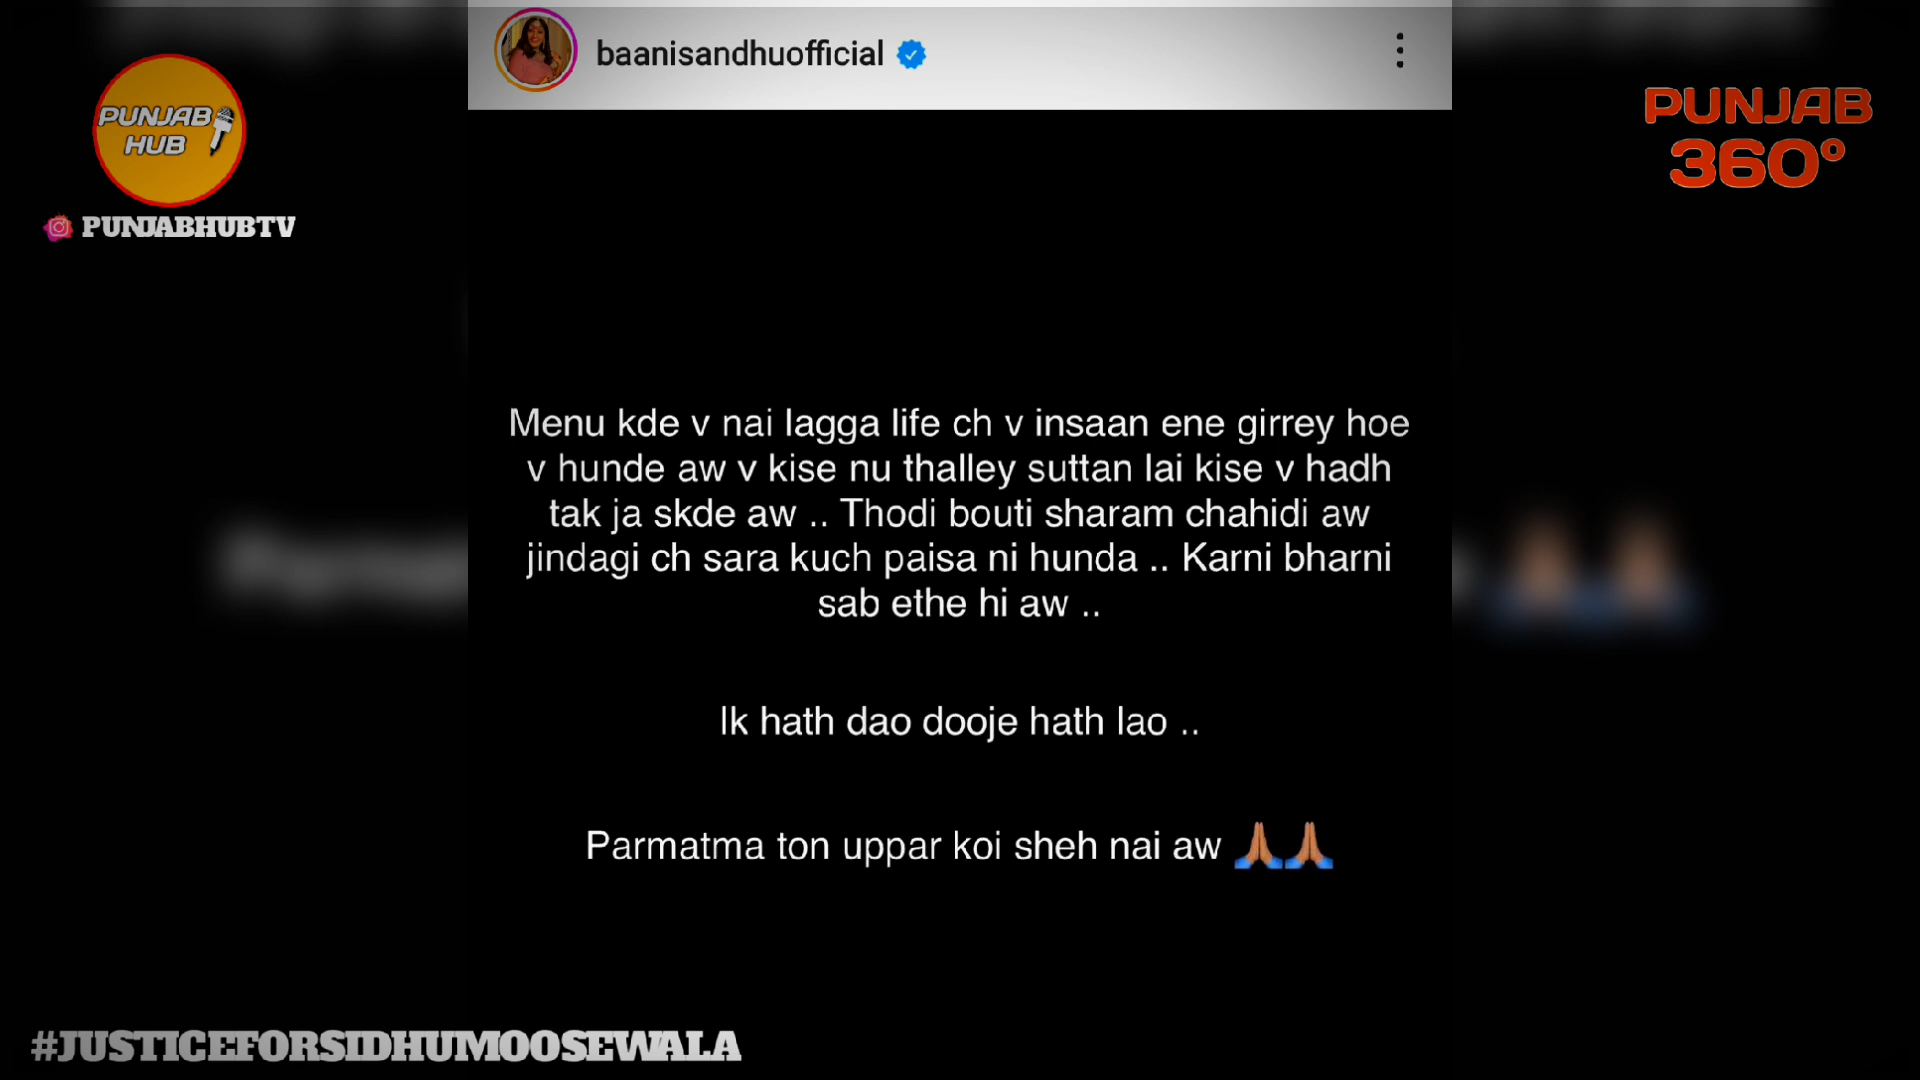 baanisandhuofficial
PUNJAB
HUB
PUNJABHUBTV
PUNJAB
360°
Menu kde v nai lagga life ch v insaan ene girrey hoe
v hunde aw v kise nu thalley suttan lai kise v hadh
tak ja skde aw .. Thodi bouti sharam chahidi aw
jindagi ch sara kuch paisa ni hunda .. Karni bharni
sab ethe hi aw ..
Ik hath dao dooje hath lao ..
Parmatma ton uppar koi sheh nai aw 🙏🙏
#JUSTICEFORSIDHUMOOSEWALA